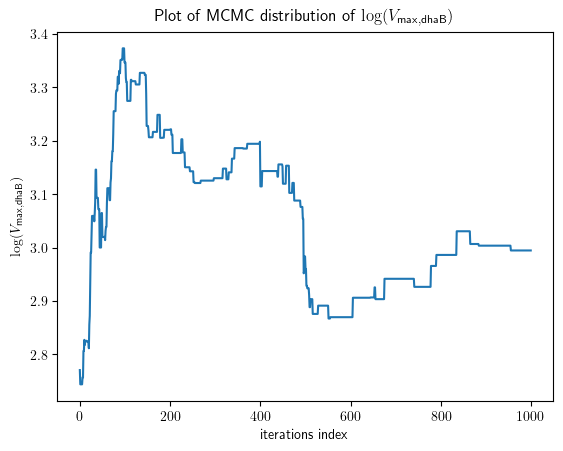 Plot of MCMC distribution of log(V_max,dhaB)
3.4
3.3
3.2
3.1
3.0
2.9
2.8
log(V_max,dhaB)
0 200 400 600 800 1000
iterations index